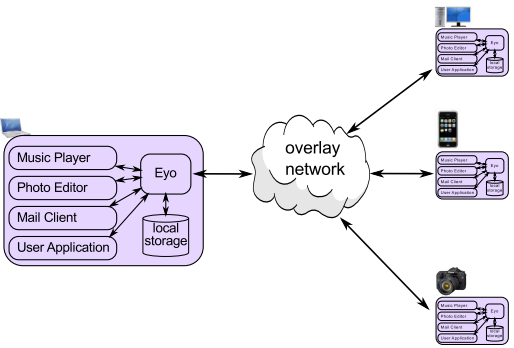 Music Player
Photo Editor
Mail Client
User Application
Eyo
local
storage
overlay
network
Music Player
Photo Editor
Mail Client
User Application
Eyo
local
storage
Music Player
Photo Editor
Mail Client
User Application
Eyo
local
storage
Music Player
Photo Editor
Mail Client
User Application
Eyo
local
storage